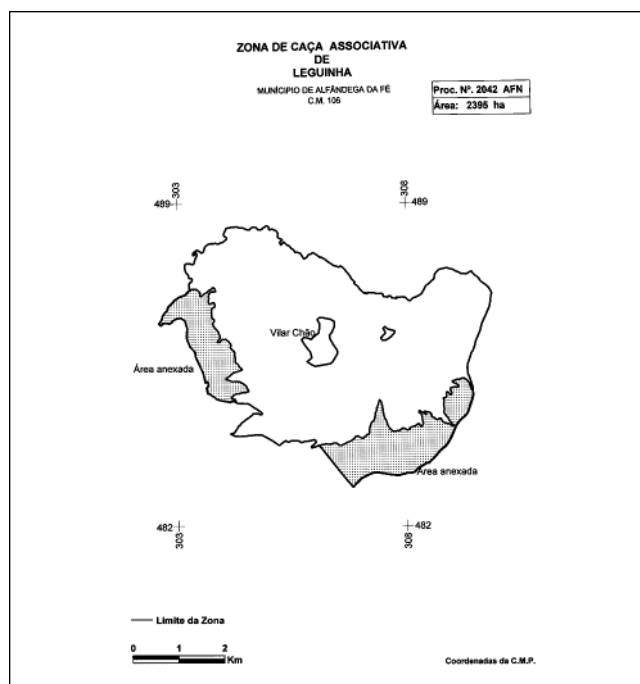 ZONA DE CAÇA ASSOCIATIVA
DE
LEGUINHA
MUNICÍPIO DE ALFÂNDEGA DA FÉ
C.M. 106
Proc. Nº. 2042 AFN
Área: 2395 ha
303
489
308
489
Vilar Chão
Área anexada
Área anexada
482
303
482
308
Limite da Zona
0 1 2
Km
Coordenadas da C.M.P.